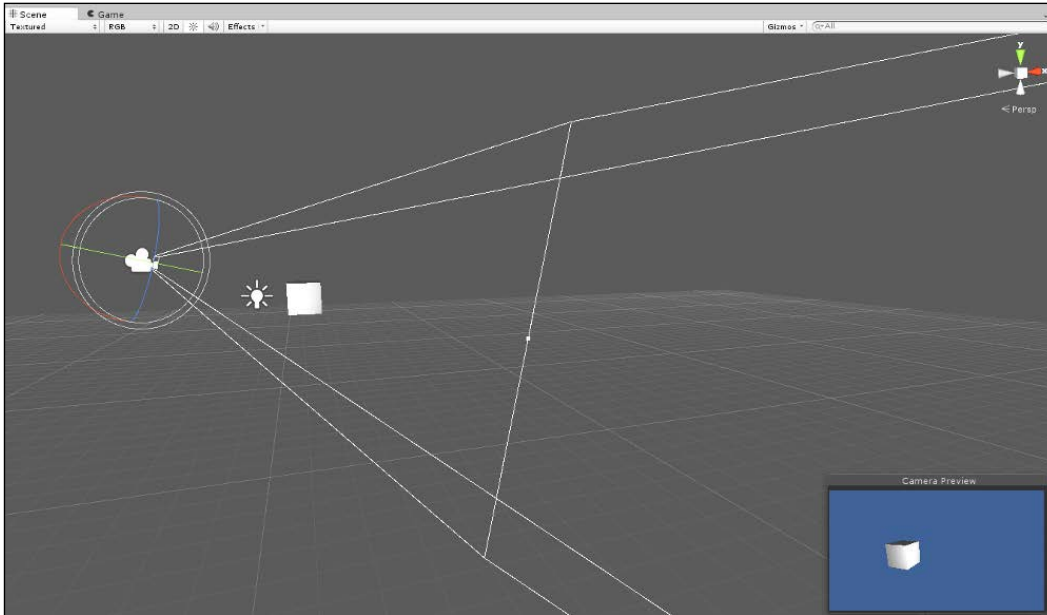 Scene Game
Textured RGB 2D Effects Gizmos All
y
x
Persp
Camera Preview